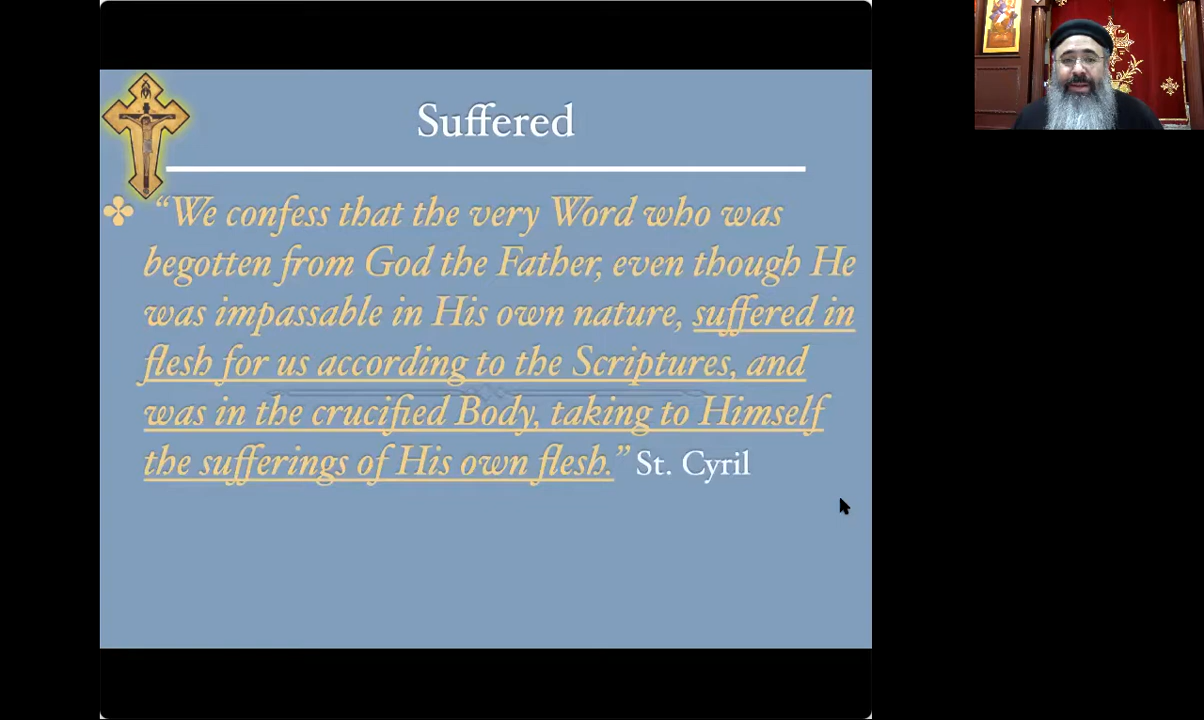 Suffered
“We confess that the very Word who was
begotten from God the Father, even though He
was impassable in His own nature, suffered in
flesh for us according to the Scriptures, and
was in the crucified Body, taking to Himself
the sufferings of His own flesh.” St. Cyril